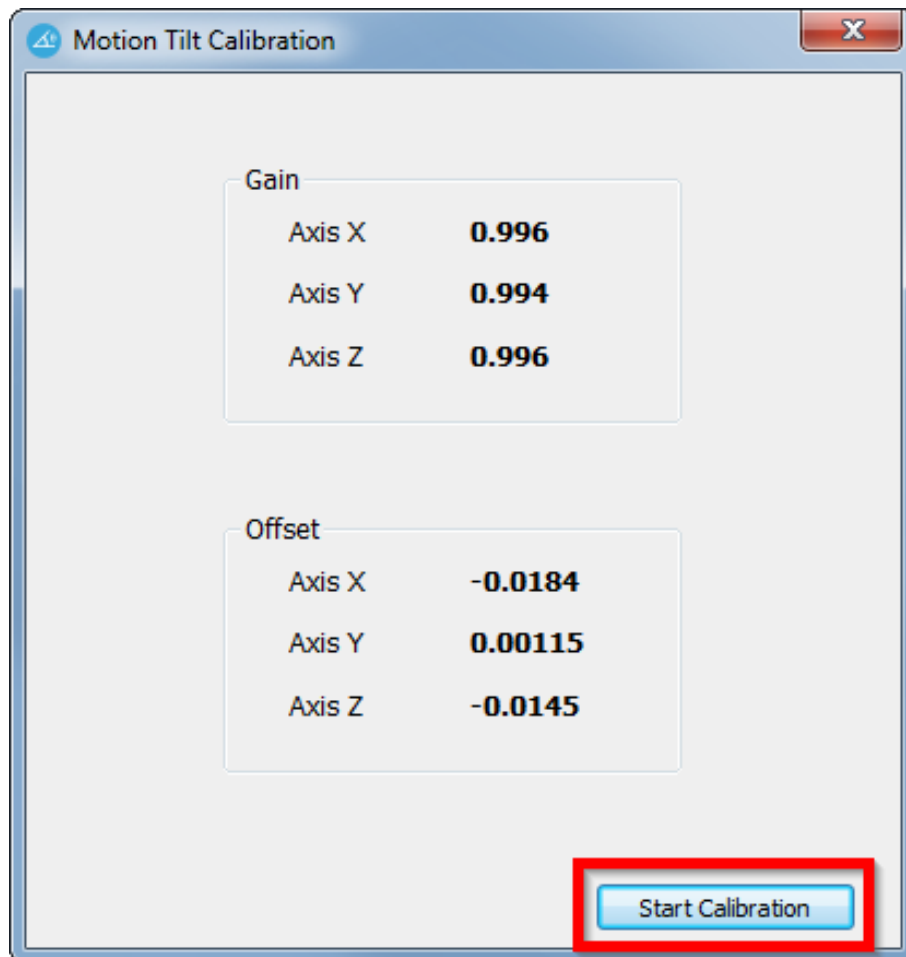 Motion Tilt Calibration
Gain
Axis X 0.996
Axis Y 0.994
Axis Z 0.996
Offset
Axis X -0.0184
Axis Y 0.00115
Axis Z -0.0145
Start Calibration